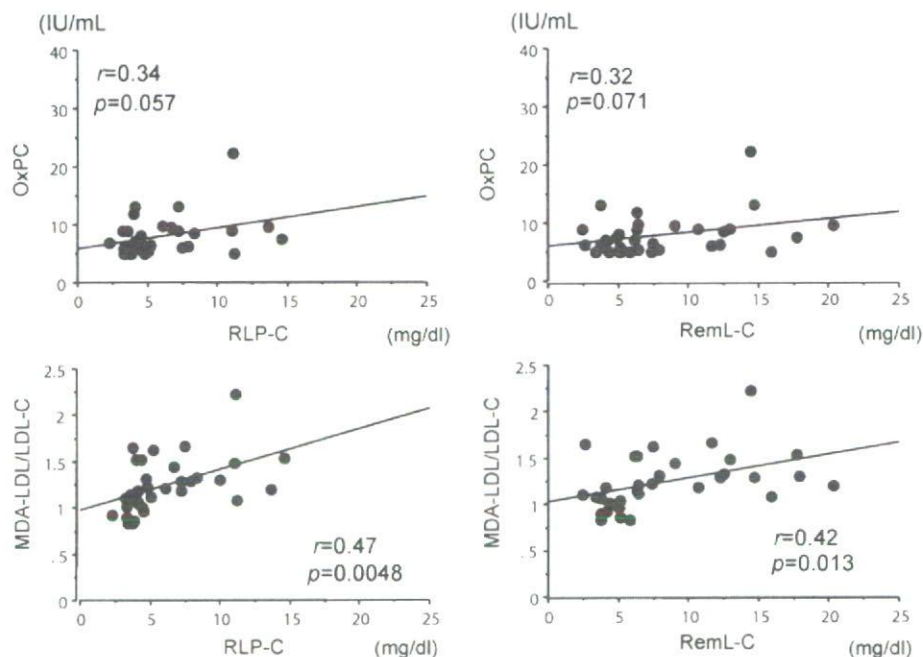 (IU/mL
40
30
20
10
0
OxPC
r=0.34
p=0.057
0 5 10 15 20 25
RLP-C (mg/dl)
(IU/mL
40
30
20
10
0
OxPC
r=0.32
p=0.071
0 5 10 15 20 25
RemL-C (mg/dl)
2.5
2
1.5
1
.5
0
MDA-LDL/LDL-C
r=0.47
p=0.0048
0 5 10 15 20 25
RLP-C (mg/dl)
2.5
2
1.5
1
.5
0
MDA-LDL/LDL-C
r=0.42
p=0.013
0 5 10 15 20 25
RemL-C (mg/dl)